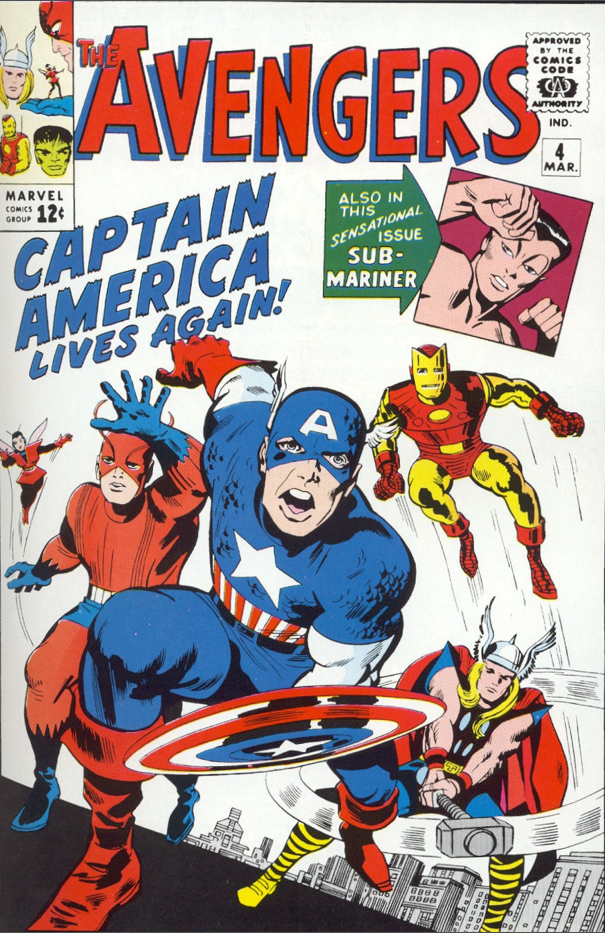 THE
AVENGERS
APPROVED
BY THE
COMICS
CODE
CA
AUTHORITY
IND.
4
MAR.
MARVEL
COMICS
GROUP 12¢
CAPTAIN
AMERICA
LIVES AGAIN!
ALSO IN
THIS
SENSATIONAL
ISSUE
SUB-
MARINER
A